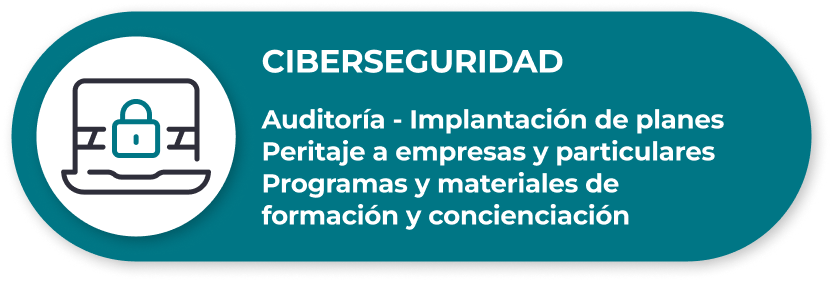 CIBERSEGURIDAD
Auditoría - Implantación de planes
Peritaje a empresas y particulares
Programas y materiales de
formación y concienciación